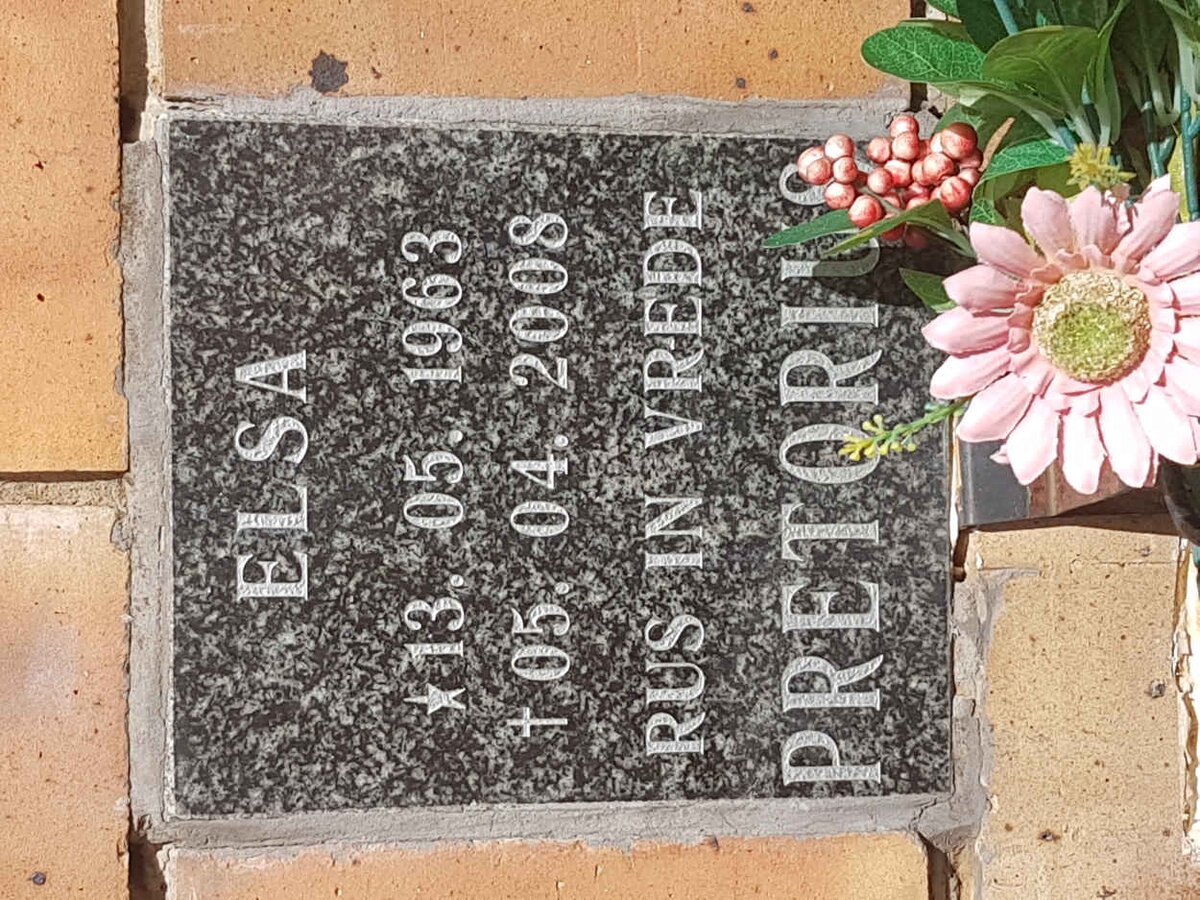 ELSA
★ 13. 05. 1963
✝ 05. 04. 2008
RUS IN VREDE
PRETORIUS